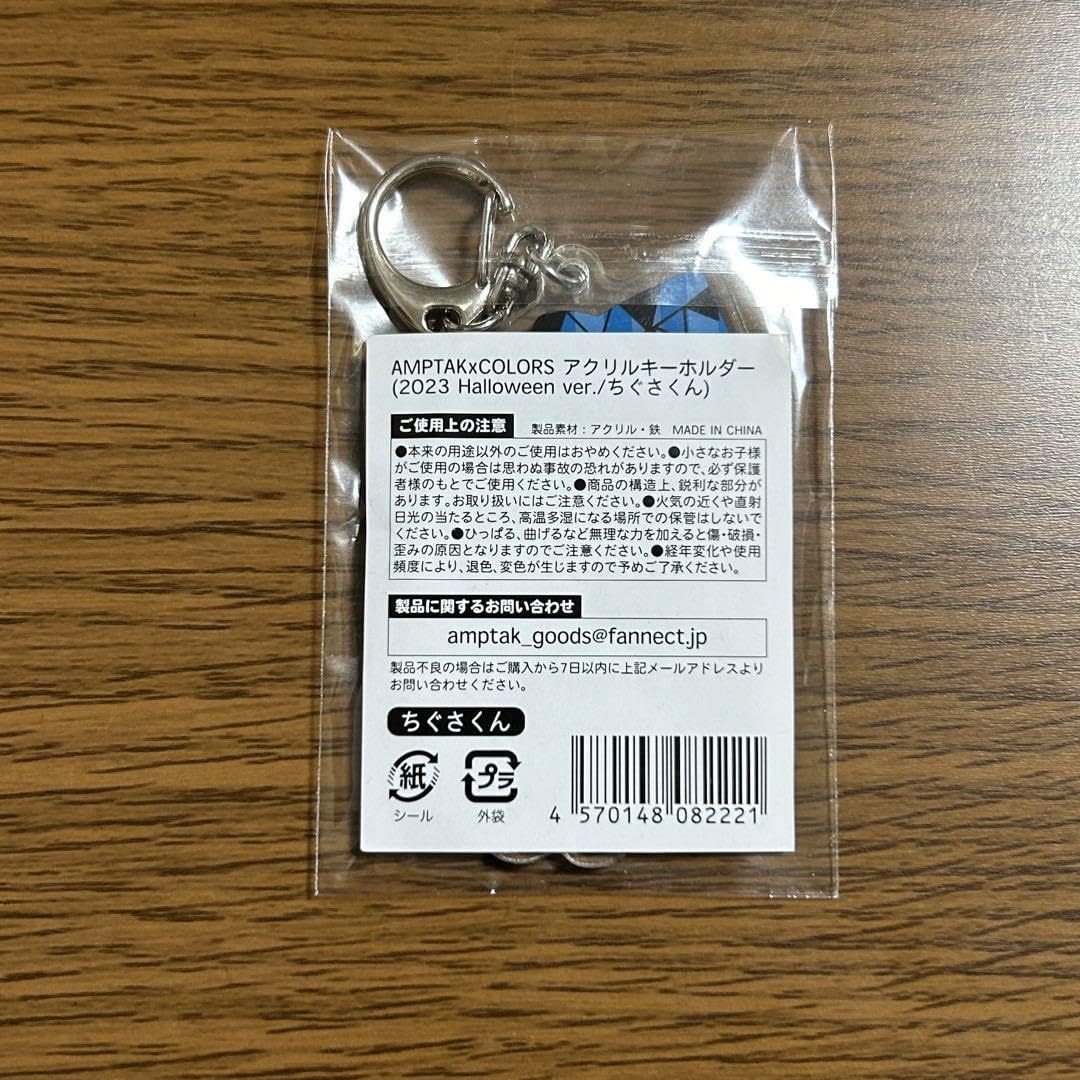 AMPTAKxCOLORS アクリルキーホルダー
(2023 Halloween ver./ちぐさくん)
ご使用上の注意 製品素材：アクリル・鉄 MADE IN CHINA
●本来の用途以外のご使用はおやめください。●小さなお子様
がご使用の場合は思わぬ事故の恐れがありますので、必ず保護
者様のもとでご使用ください。●商品の構造上、鋭利な部分が
あります。お取り扱いにはご注意ください。●火気の近くや直射
日光の当たるところ、高温多湿になる場所での保管はしないで
ください。●ひっぱる、曲げるなど無理な力を加えると傷・破損・
歪みの原因となりますのでご注意ください。●経年変化や使用
頻度により、退色、変色が生じますので予めご了承ください。
製品に関するお問い合わせ
amptak_goods@fannect.jp
製品不良の場合はご購入から7日以内に上記メールアドレスより
お問い合わせください。
ちぐさくん
紙 プラ
シール 外袋 4 570148 082221